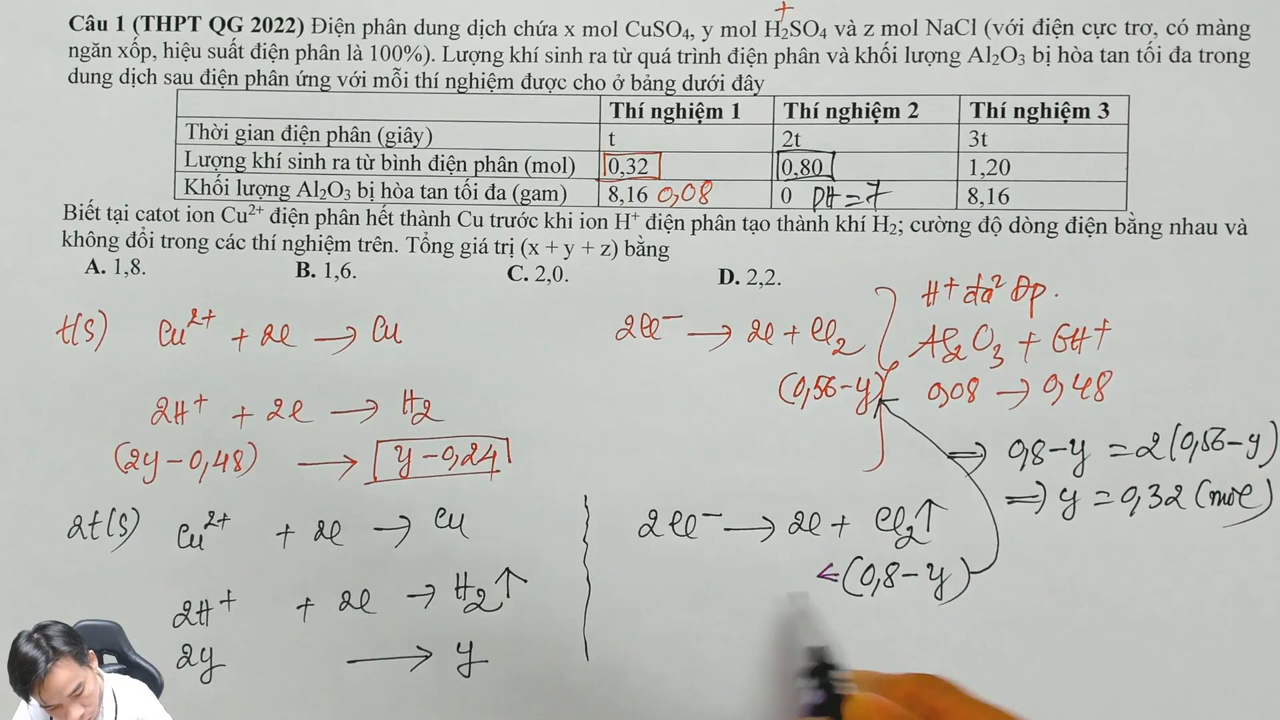 Câu 1 (THPT QG 2022) Điện phân dung dịch chứa x mol CuSO₄, y mol H₂SO₄ và z mol NaCl (với điện cực trơ, có màng
ngăn xốp, hiệu suất điện phân là 100%). Lượng khí sinh ra từ quá trình điện phân và khối lượng Al₂O₃ bị hòa tan tối đa trong
dung dịch sau điện phân ứng với mỗi thí nghiệm được cho ở bảng dưới đây
Thí nghiệm 1 Thí nghiệm 2 Thí nghiệm 3
Thời gian điện phân (giây) t 2t 3t
Lượng khí sinh ra từ bình điện phân (mol) 0,32 0,80 1,20
Khối lượng Al₂O₃ bị hòa tan tối đa (gam) 8,16 0,08 0 pH = 7 8,16
Biết tại catot ion Cu²⁺ điện phân hết thành Cu trước khi ion H⁺ điện phân tạo thành khí H₂; cường độ dòng điện bằng nhau và
không đổi trong các thí nghiệm trên. Tổng giá trị (x + y + z) bằng
A. 1,8. B. 1,6. C. 2,0. D. 2,2.
t(s) Cu²⁺ + 2e → Cu
2H⁺ + 2e → H₂
(2y – 0,48) → y – 0,24
2Cl⁻ → 2e + Cl₂
(0,56 – y)
H⁺ dư đp.
Al₂O₃ + 6H⁺
0,08 → 0,48
⇒ 0,8 – y = 2(0,56 – y)
⇒ y = 0,32 (mol)
2t(s) Cu²⁺ + 2e → Cu
2H⁺ + 2e → H₂↑
2y → y
2Cl⁻ → 2e + Cl₂↑
← (0,8 – y)